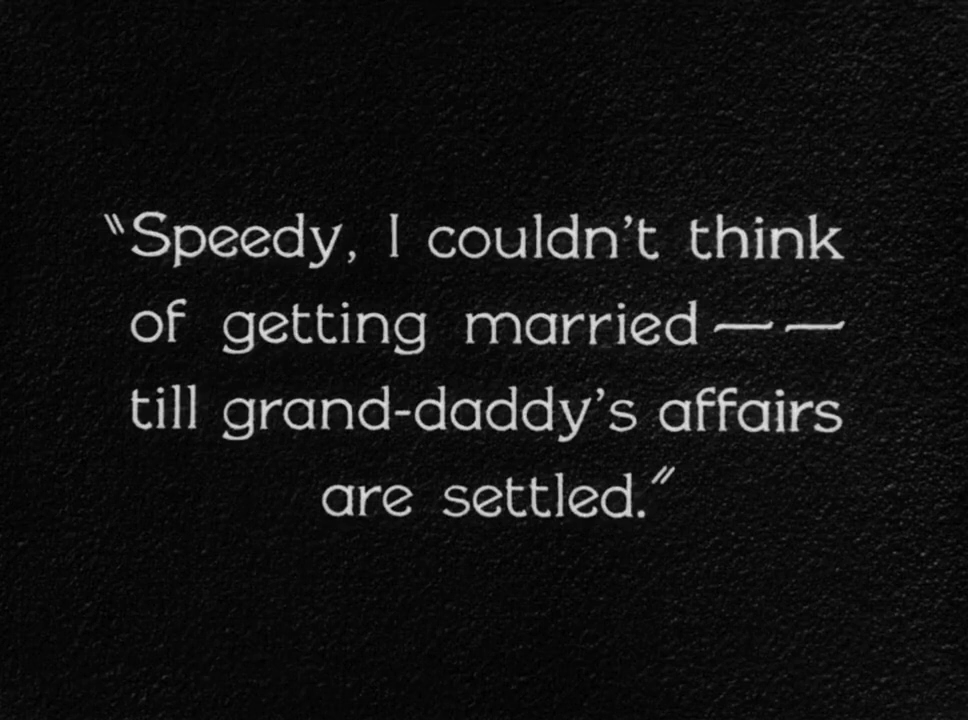 "Speedy, I couldn't think
of getting married — —
till grand-daddy's affairs
are settled."